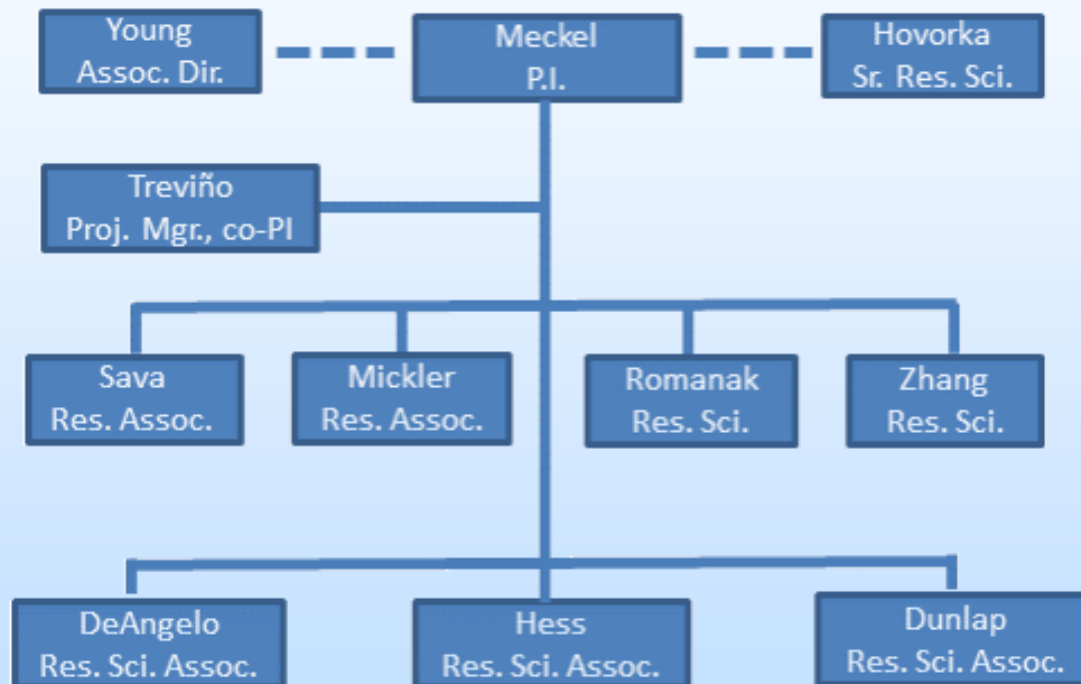 Young
Assoc. Dir.
Meckel
P.I.
Hovorka
Sr. Res. Sci.
Treviño
Proj. Mgr., co-PI
Sava
Res. Assoc.
Mickler
Res. Assoc.
Romanak
Res. Sci.
Zhang
Res. Sci.
DeAngelo
Res. Sci. Assoc.
Hess
Res. Sci. Assoc.
Dunlap
Res. Sci. Assoc.